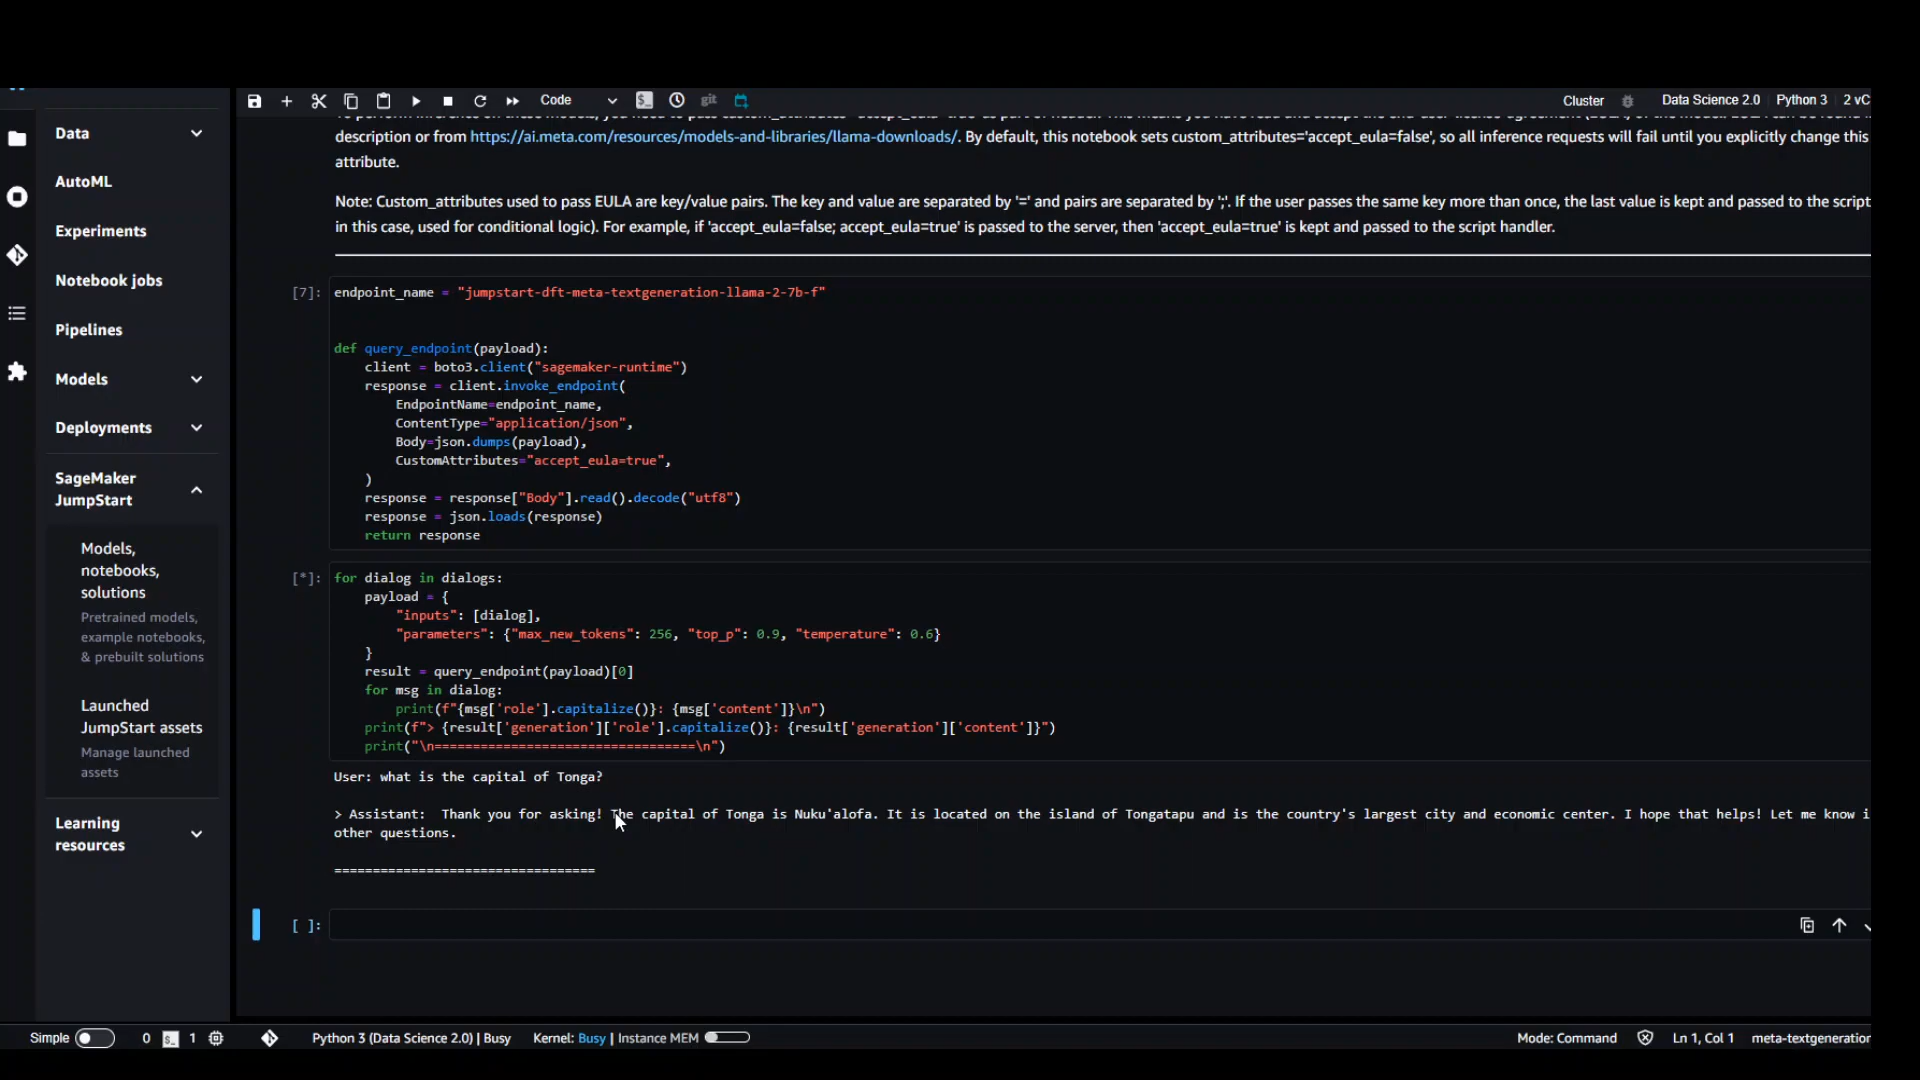 Code
git
Cluster
Data Science 2.0
Python 3
2 vC
Data
AutoML
Experiments
Notebook jobs
Pipelines
Models
Deployments
SageMaker
JumpStart
Models,
notebooks,
solutions
Pretrained models,
example notebooks,
& prebuilt solutions
Launched
JumpStart assets
Manage launched
assets
Learning
resources
description or from https://ai.meta.com/resources/models-and-libraries/llama-downloads/. By default, this notebook sets custom_attributes='accept_eula=false', so all inference requests will fail until you explicitly change this
attribute.
Note: Custom_attributes used to pass EULA are key/value pairs. The key and value are separated by '=' and pairs are separated by ';'. If the user passes the same key more than once, the last value is kept and passed to the script
in this case, used for conditional logic). For example, if 'accept_eula=false; accept_eula=true' is passed to the server, then 'accept_eula=true' is kept and passed to the script handler.
[7]: endpoint_name = "jumpstart-dft-meta-textgeneration-llama-2-7b-f"
def query_endpoint(payload):
client = boto3.client("sagemaker-runtime")
response = client.invoke_endpoint(
EndpointName=endpoint_name,
ContentType="application/json",
Body=json.dumps(payload),
CustomAttributes="accept_eula=true",
)
response = response["Body"].read().decode("utf8")
response = json.loads(response)
return response
[*]: for dialog in dialogs:
payload = {
"inputs": [dialog],
"parameters": {"max_new_tokens": 256, "top_p": 0.9, "temperature": 0.6}
}
result = query_endpoint(payload)[0]
for msg in dialog:
print(f"{msg['role'].capitalize()}: {msg['content']}\n")
print(f"> {result['generation']['role'].capitalize()}: {result['generation']['content']}")
print("\n==================================\n")
User: what is the capital of Tonga?
> Assistant:  Thank you for asking! The capital of Tonga is Nuku'alofa. It is located on the island of Tongatapu and is the country's largest city and economic center. I hope that helps! Let me know i
other questions.
==================================
[ ]:
Simple
0
1
Python 3 (Data Science 2.0) | Busy
Kernel: Busy | Instance MEM
Mode: Command
Ln 1, Col 1
meta-textgeneration